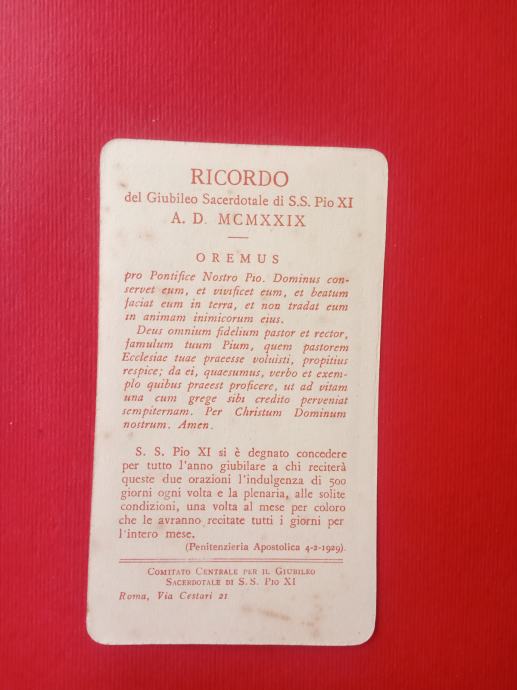 RICORDO
del Giubileo Sacerdotale di S.S. Pio XI
A. D. MCMXXIX
OREMUS
pro Pontifice Nostro Pio. Dominus con-
servet eum, et vivificet eum, et beatum
faciat eum in terra, et non tradat eum
in animam inimicorum eius.
Deus omnium fidelium pastor et rector,
famulum tuum Pium, quem pastorem
Ecclesiae tuae praeesse voluisti, propitius
respice; da ei, quaesumus, verbo et exem-
plo quibus praeest proficere, ut ad vitam
una cum grege sibi credito perveniat
sempiternam. Per Christum Dominum
nostrum. Amen.
S. S. Pio XI si è degnato concedere
per tutto l'anno giubilare a chi reciterà
queste due orazioni l'indulgenza di 500
giorni ogni volta e la plenaria, alle solite
condizioni, una volta al mese per coloro
che le avranno recitate tutti i giorni per
l'intero mese.
(Penitenzieria Apostolica 4-2-1929).
COMITATO CENTRALE PER IL GIUBILEO
SACERDOTALE DI S. S. PIO XI
Roma, Via Cestari 21